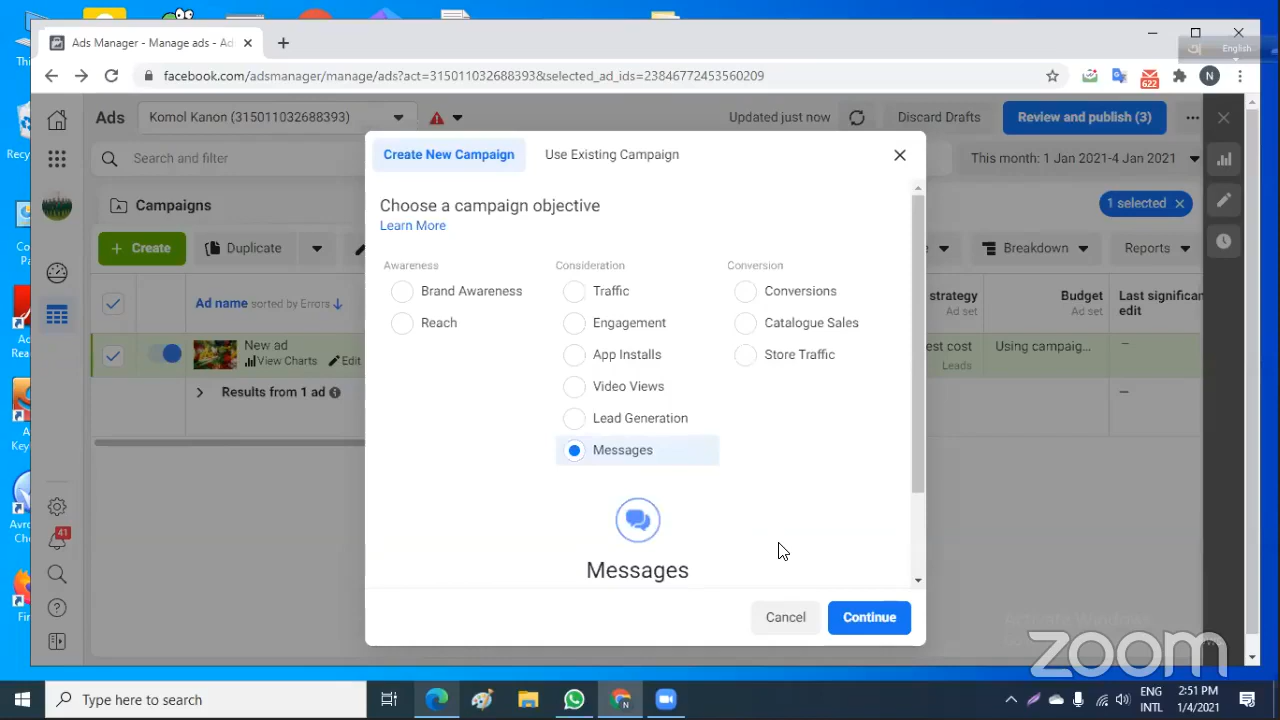 Ads Manager - Manage ads - Ad
facebook.com/adsmanager/manage/ads?act=315011032688393&selected_ad_ids=23846772453560209
English
622
N
Ads
Komol Kanon (315011032688393)
Updated just now
Discard Drafts
Review and publish (3)
Search and filter
This month: 1 Jan 2021-4 Jan 2021
Campaigns
1 selected
+ Create
Duplicate
Breakdown
Reports
Ad name sorted by Errors
strategy
Ad set
Budget
Ad set
Last significan
edit
New ad
View Charts
Edit
est cost
Leads
Using campaig...
—
Results from 1 ad
—
Create New Campaign
Use Existing Campaign
Choose a campaign objective
Learn More
Awareness
Consideration
Conversion
Brand Awareness
Traffic
Conversions
Reach
Engagement
Catalogue Sales
App Installs
Store Traffic
Video Views
Lead Generation
Messages
Messages
Cancel
Continue
41
Activate Windows
zoom
Type here to search
N
ENG
INTL
2:51 PM
1/4/2021